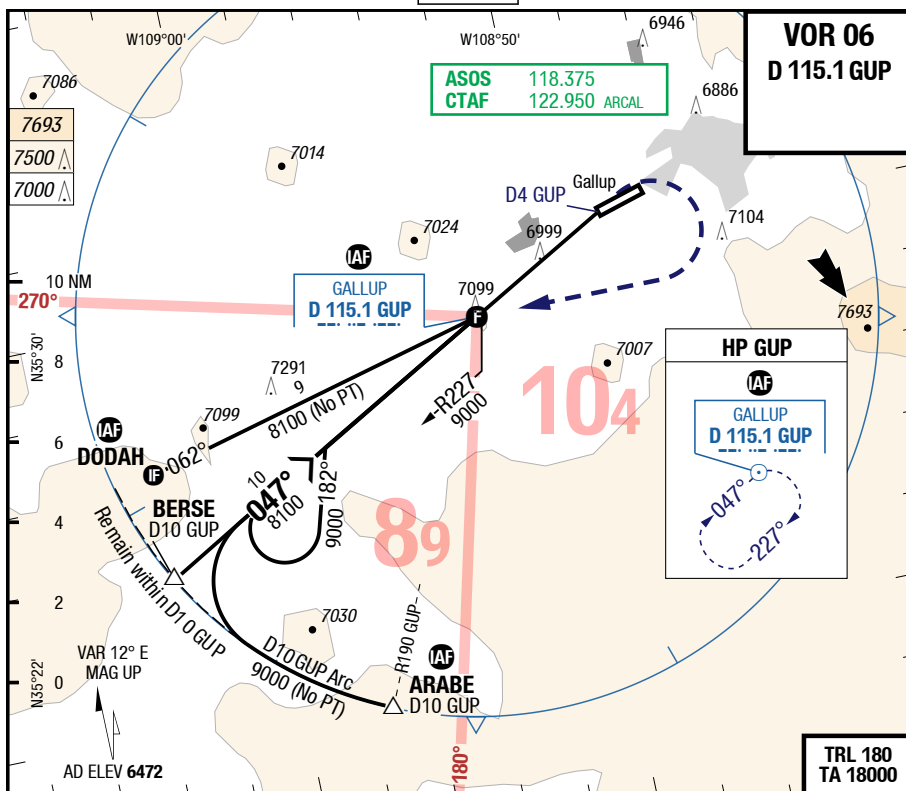 W109°00'
W108°50'
6946
VOR 06
D 115.1 GUP
ASOS 118.375
CTAF 122.950 ARCAL
7086
6886
7693
7500
7000
7014
Gallup
D4 GUP
7024
6999
7104
IAF
GALLUP
D 115.1 GUP
10 NM
270°
7099
F
7693
N35°30'
8
7291
9
8100 (No PT)
R227
9000
7007
104
HP GUP
IAF
GALLUP
D 115.1 GUP
047°
227°
7099
6
IAF
DODAH
IF
062°
BERSE
D10 GUP
10
047°
8100
9000 182°
89
4
Remain within D10 GUP
2
7030
D10 GUP Arc
9000 (No PT)
R190 GUP
IAF
ARABE
D10 GUP
VAR 12° E
MAG UP
N35°22'
0
180°
AD ELEV 6472
TRL 180
TA 18000